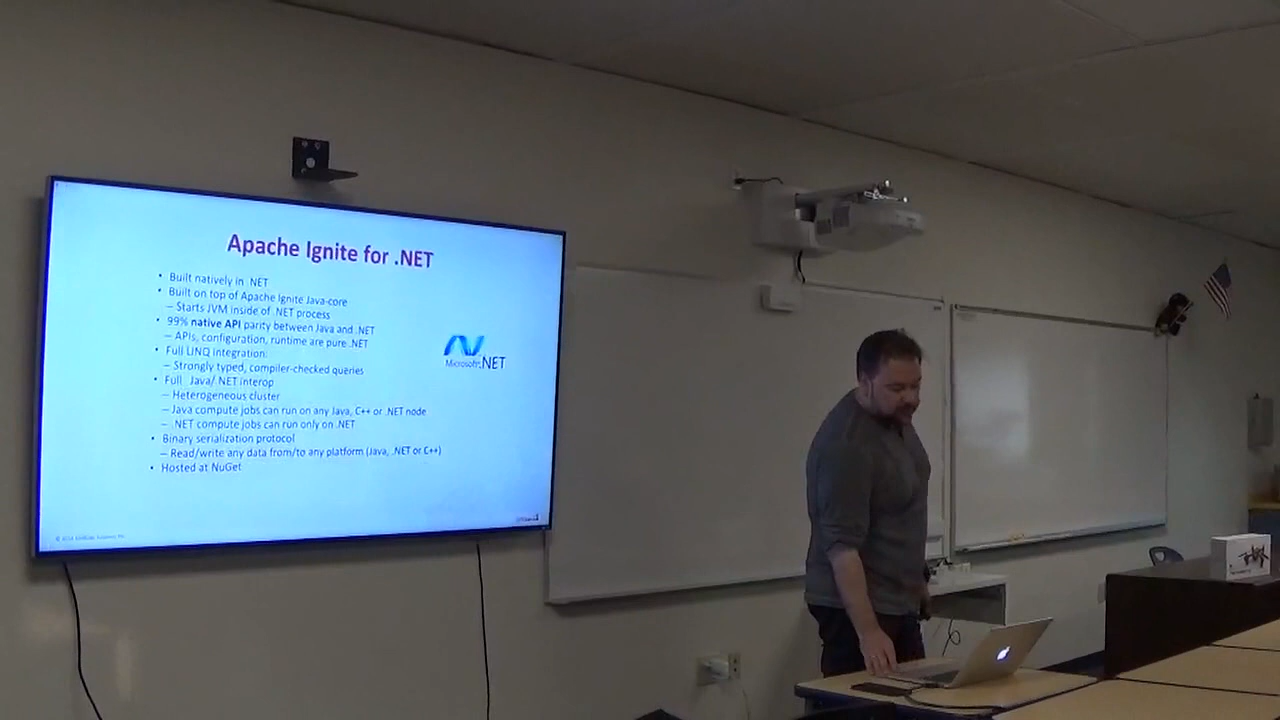 Apache Ignite for .NET
• Built natively in .NET
• Built on top of Apache Ignite Java-core
– Starts JVM inside of .NET process
• 99% native API parity between Java and .NET
– APIs, configuration, runtime are pure .NET
• Full LINQ integration:
– Strongly typed, compiler-checked queries
• Full Java/.NET interop
– Heterogeneous cluster
– Java compute jobs can run on any Java, C++ or .NET node
– .NET compute jobs can run only on .NET
• Binary serialization protocol
– Read/write any data from/to any platform (Java, .NET or C++)
• Hosted at NuGet
Microsoft .NET